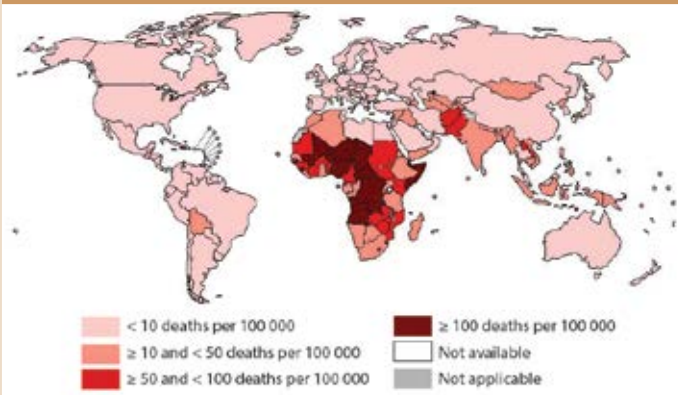 < 10 deaths per 100 000
≥ 10 and < 50 deaths per 100 000
≥ 50 and < 100 deaths per 100 000
≥ 100 deaths per 100 000
Not available
Not applicable